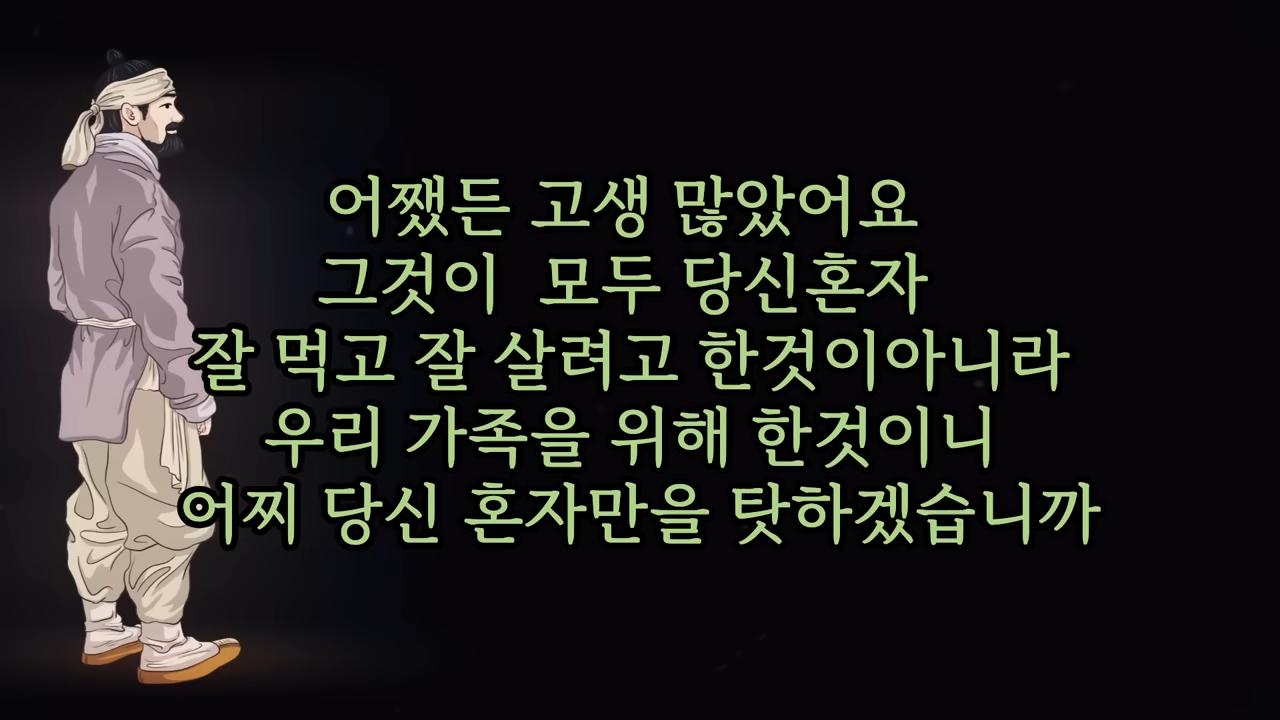 어쨌든 고생 많았어요
그것이  모두 당신혼자
잘 먹고 잘 살려고 한것이아니라
우리 가족을 위해 한것이니
어찌 당신 혼자만을 탓하겠습니까